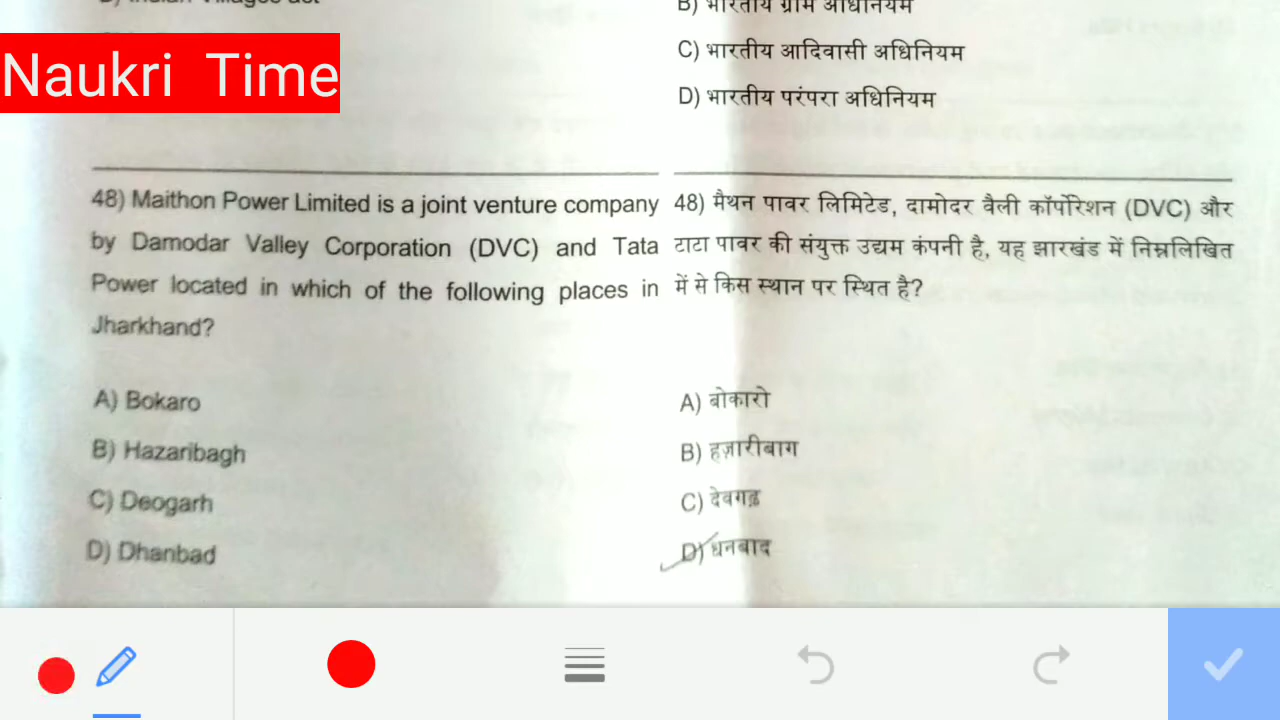 B) भारतीय ग्राम अधिनियम
Naukri Time
C) भारतीय आदिवासी अधिनियम
D) भारतीय परंपरा अधिनियम
48) Maithon Power Limited is a joint venture company
by Damodar Valley Corporation (DVC) and Tata
Power located in which of the following places in
Jharkhand?
A) Bokaro
B) Hazaribagh
C) Deogarh
D) Dhanbad
48) मैथन पावर लिमिटेड, दामोदर वैली कॉर्पोरेशन (DVC) और
टाटा पावर की संयुक्त उद्यम कंपनी है, यह झारखंड में निम्नलिखित
में से किस स्थान पर स्थित है?
A) बोकारो
B) हज़ारीबाग
C) देवगढ़
D) धनबाद